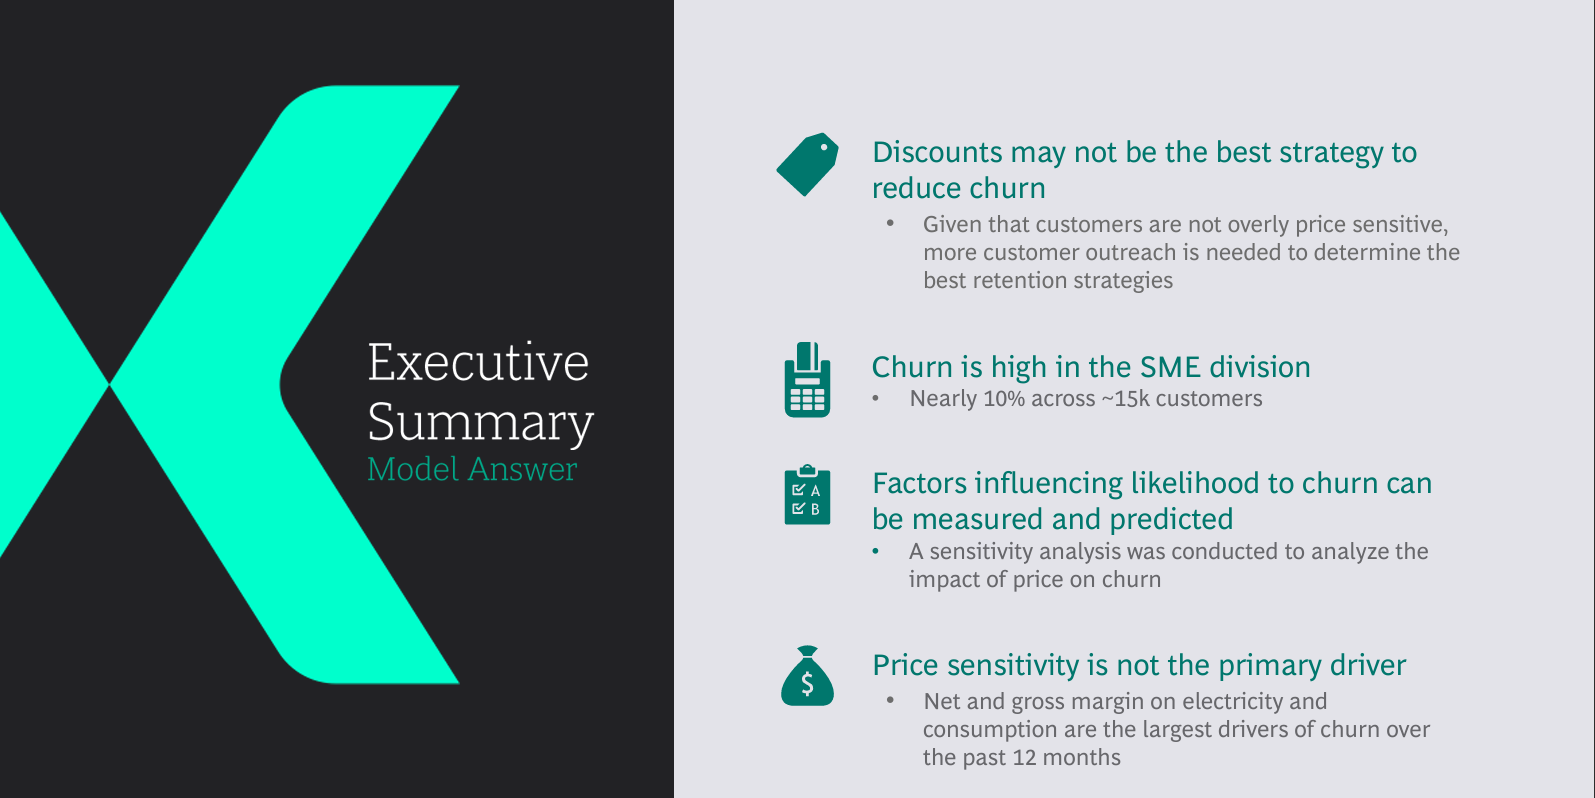 Executive
Summary
Model Answer
Discounts may not be the best strategy to
reduce churn
• Given that customers are not overly price sensitive,
more customer outreach is needed to determine the
best retention strategies
Churn is high in the SME division
• Nearly 10% across ~15k customers
A
B
Factors influencing likelihood to churn can
be measured and predicted
• A sensitivity analysis was conducted to analyze the
impact of price on churn
$
Price sensitivity is not the primary driver
• Net and gross margin on electricity and
consumption are the largest drivers of churn over
the past 12 months